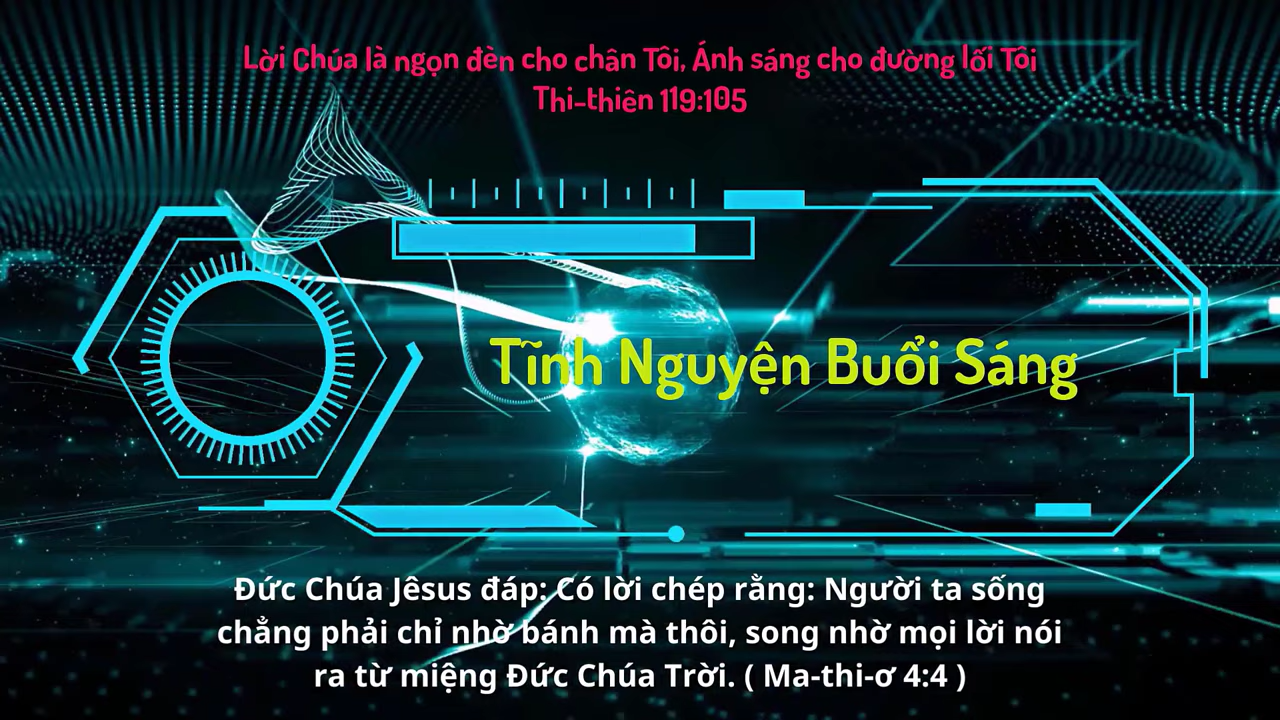 Lời Chúa là ngọn đèn cho chân Tôi, Ánh sáng cho đường lối Tôi
Thi-thiên 119:105
Tĩnh Nguyện Buổi Sáng
Đức Chúa Jêsus đáp: Có lời chép rằng: Người ta sống
chẳng phải chỉ nhờ bánh mà thôi, song nhờ mọi lời nói
ra từ miệng Đức Chúa Trời. ( Ma-thi-ơ 4:4 )